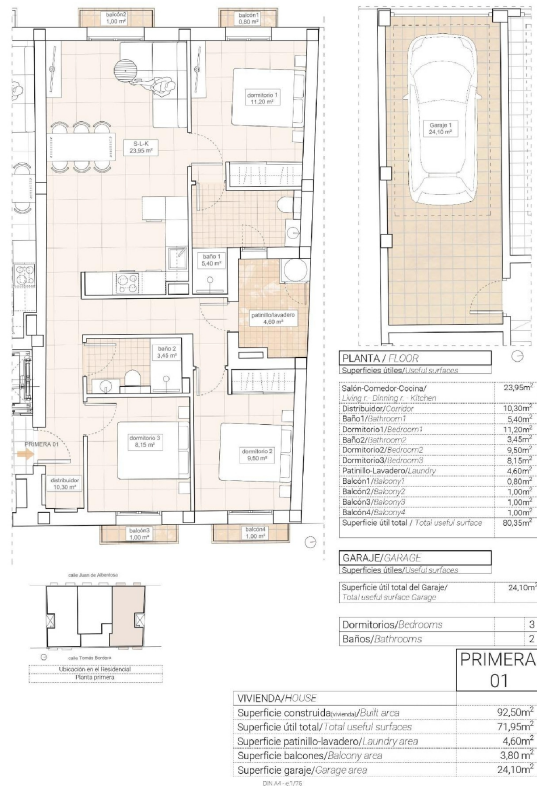 balcón2
1,00 m²
balcón1
0,80 m²
dormitorio 1
11,20 m²
S-L-K
23,95 m²
Garaje 1
24,10 m²
baño 1
5,40 m²
patinillo/lavadero
4,60 m²
baño 2
3,45 m²
PRIMERA 01
dormitorio 3
8,15 m²
dormitorio 2
9,50 m²
distribuidor
10,30 m²
balcón3
1,00 m²
balcón4
1,00 m²
PLANTA / FLOOR
Superficies útiles/Useful surfaces
Salón-Comedor-Cocina/ 23,95m²
Living r. Dinning r. Kitchen
Distribuidor/Corridor 10,30m²
Baño1/Bathroom1 5,40m²
Dormitorio1/Bedroom1 11,20m²
Baño2/Bathroom2 3,45m²
Dormitorio2/Bedroom2 9,50m²
Dormitorio3/Bedroom3 8,15m²
Patinillo-Lavadero/Laundry 4,60m²
Balcón1/Balcony1 0,80m²
Balcón2/Balcony2 1,00m²
Balcón3/Balcony3 1,00m²
Balcón4/Balcony4 1,00m²
Superficie útil total / Total useful surface 80,35m²
GARAJE/GARAGE
Superficies útiles/Useful surfaces
Superficie útil total del Garaje/ 24,10m²
Total useful surface Garage
Dormitorios/Bedrooms 3
Baños/Bathrooms 2
calle Tomás
Ubicación en el Residencial
Planta primera
PRIMERA
01
VIVIENDA/HOUSE
Superficie construida(vivienda)/Built area 92,50m²
Superficie útil total/Total useful surfaces 71,95m²
Superficie patinillo-lavadero/Laundry area 4,60m²
Superficie balcones/Balcony area 3,80 m²
Superficie garaje/Garage area 24,10m²
DIN A4 - e:1/75